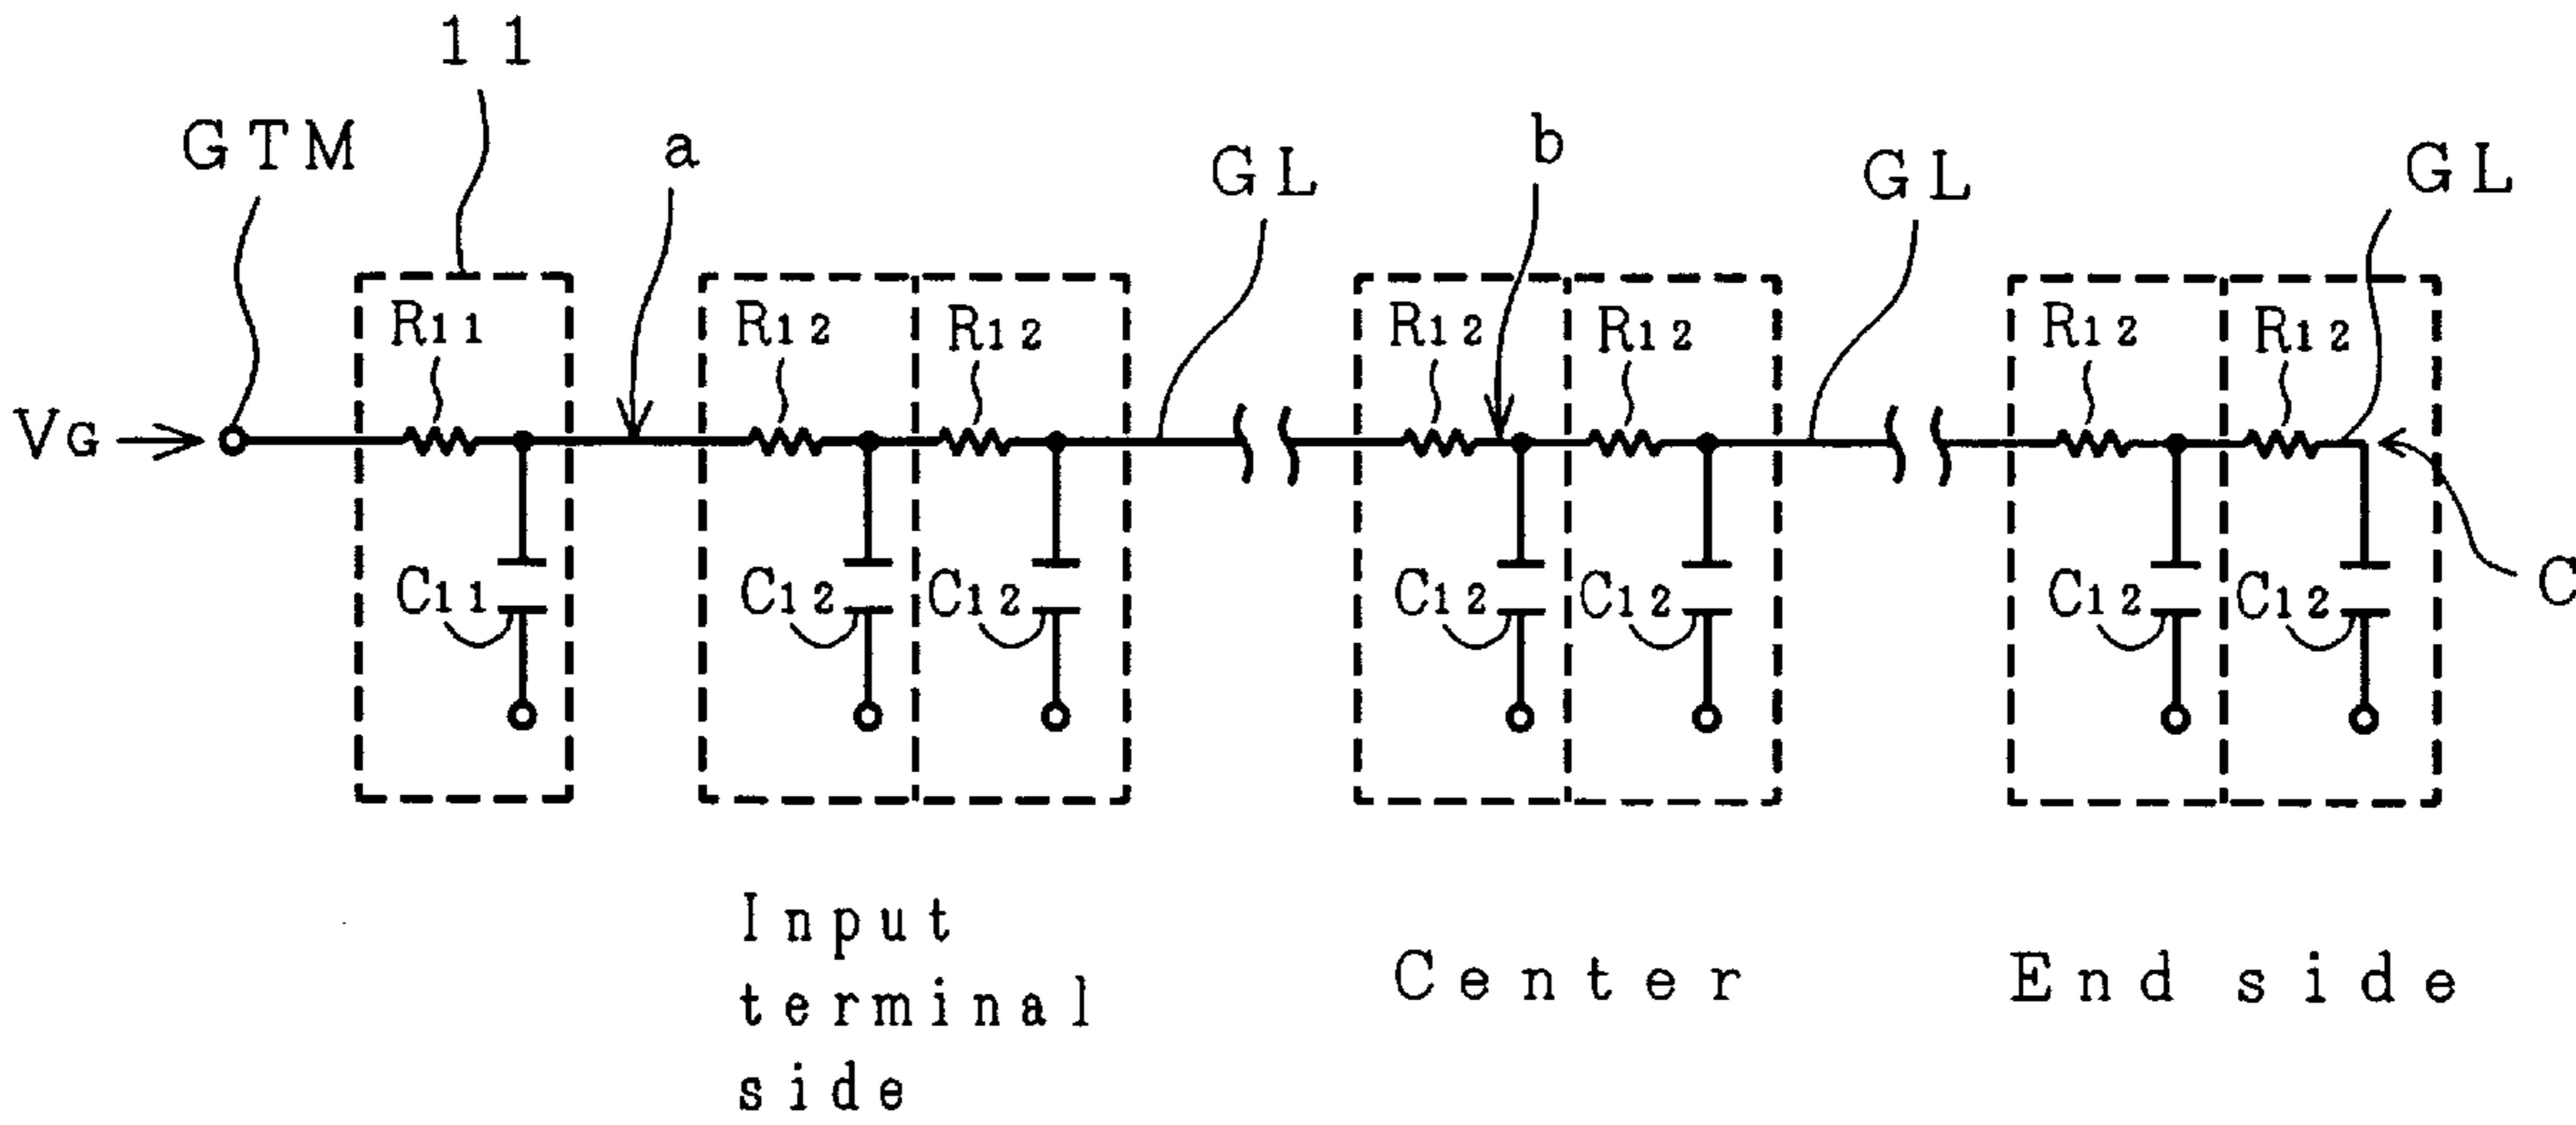 11
GTM
a
GL
b
GL
GL
R11
R12
R12
R12
R12
R12
R12
VG
C11
C12
C12
C12
C12
C12
C12
C
Input
terminal
side
Center
End side